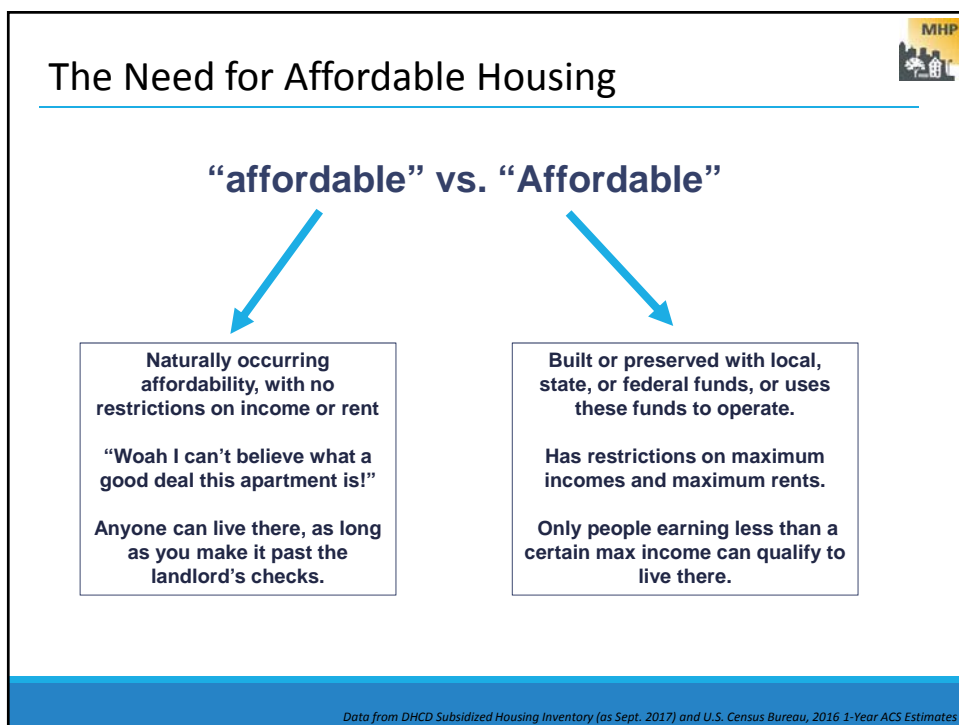 MHP
The Need for Affordable Housing
“affordable” vs. “Affordable”
Naturally occurring
affordability, with no
restrictions on income or rent
“Woah I can’t believe what a
good deal this apartment is!”
Anyone can live there, as long
as you make it past the
landlord’s checks.
Built or preserved with local,
state, or federal funds, or uses
these funds to operate.
Has restrictions on maximum
incomes and maximum rents.
Only people earning less than a
certain max income can qualify to
live there.
Data from DHCD Subsidized Housing Inventory (as Sept. 2017) and U.S. Census Bureau, 2016 1-Year ACS Estimates